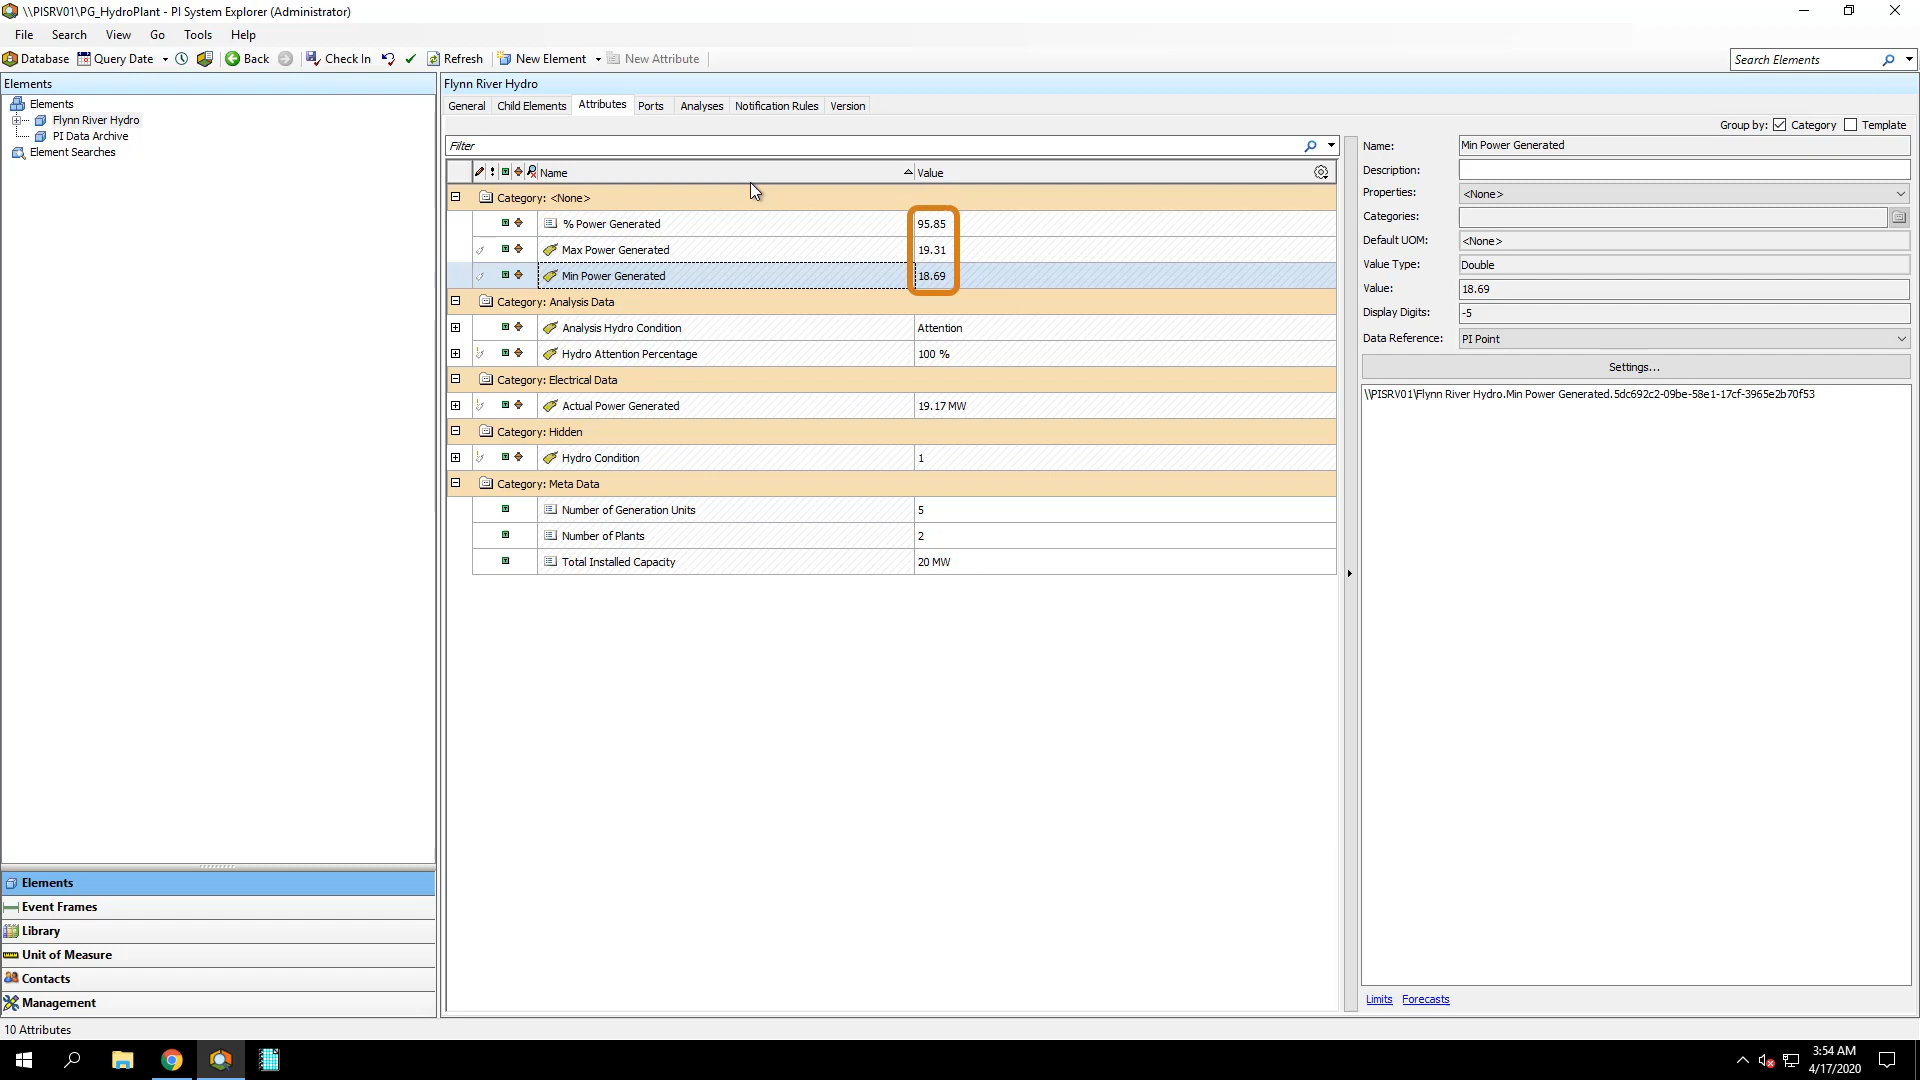 \\PISRV01\PG_HydroPlant - PI System Explorer (Administrator)
File Search View Go Tools Help
Database Query Date Back Check In Refresh New Element New Attribute Search Elements
Elements
Elements
Flynn River Hydro
PI Data Archive
Element Searches
Flynn River Hydro
General Child Elements Attributes Ports Analyses Notification Rules Version
Group by: Category Template
Filter
Name Value
Category: <None>
% Power Generated 95.85
Max Power Generated 19.31
Min Power Generated 18.69
Category: Analysis Data
Analysis Hydro Condition Attention
Hydro Attention Percentage 100 %
Category: Electrical Data
Actual Power Generated 19.17 MW
Category: Hidden
Hydro Condition 1
Category: Meta Data
Number of Generation Units 5
Number of Plants 2
Total Installed Capacity 20 MW
Name: Min Power Generated
Description:
Properties: <None>
Categories:
Default UOM: <None>
Value Type: Double
Value: 18.69
Display Digits: -5
Data Reference: PI Point
Settings...
\\PISRV01\Flynn River Hydro.Min Power Generated.5dc692c2-09be-58e1-17cf-3965e2b70f53
Limits Forecasts
Elements
Event Frames
Library
Unit of Measure
Contacts
Management
10 Attributes
3:54 AM
4/17/2020